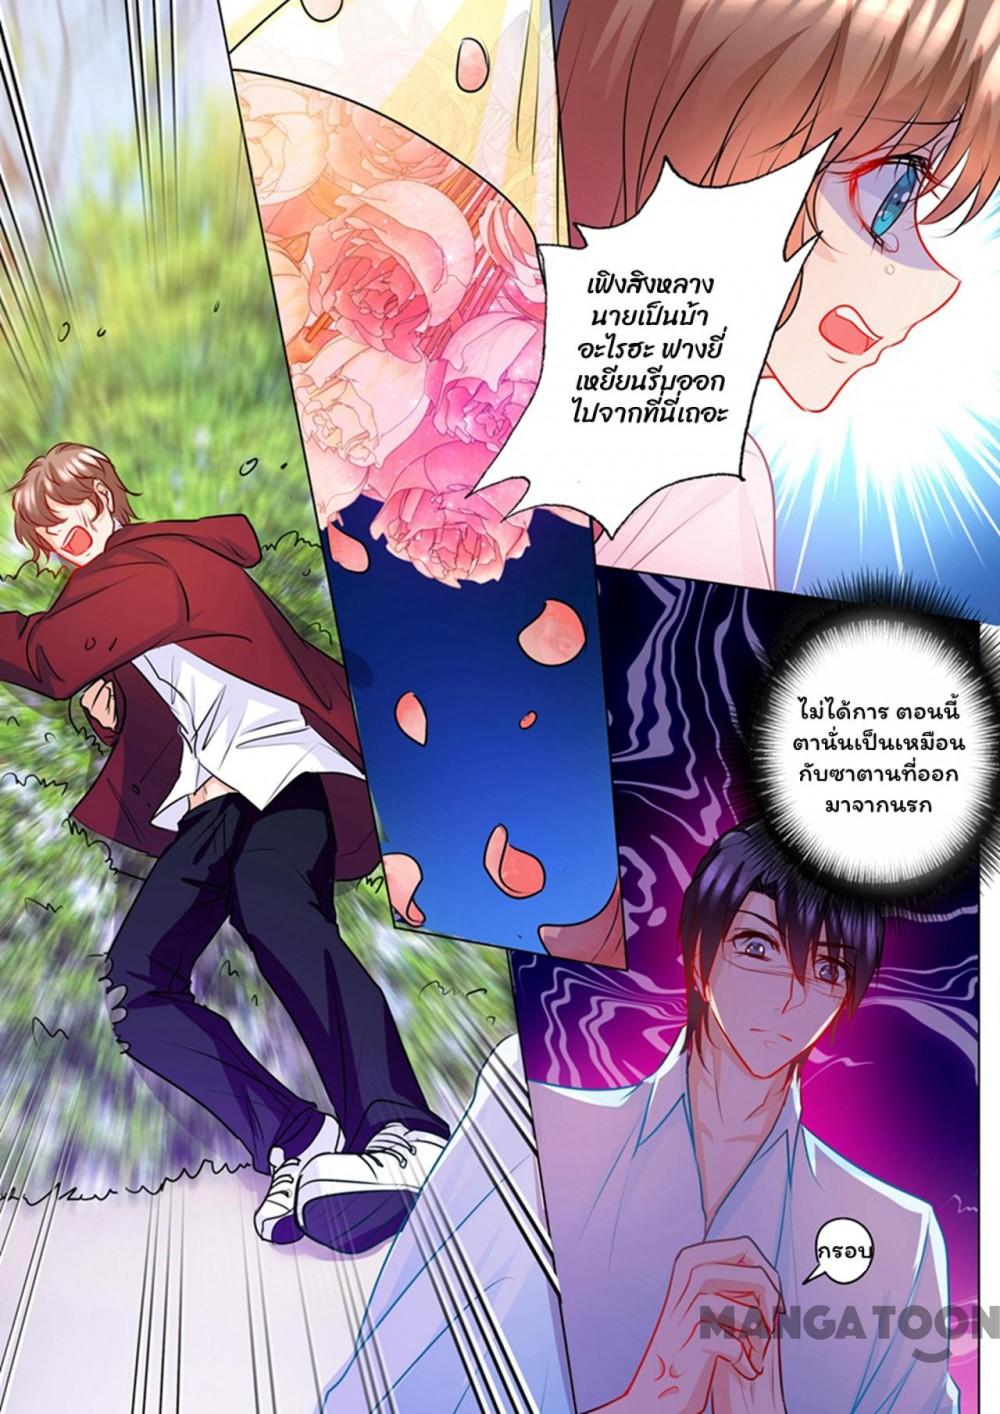 เฟิงสิงหลาง
นายเป็นบ้า
อะไรฮะ ฟางยี่
เหยียนรีบออก
ไปจากที่นี่เถอะ
ไม่ได้การ ตอนนี้
ตานั่นเป็นเหมือน
กับซาตานที่ออก
มาจากนรก
กรอบ
MANGATOON